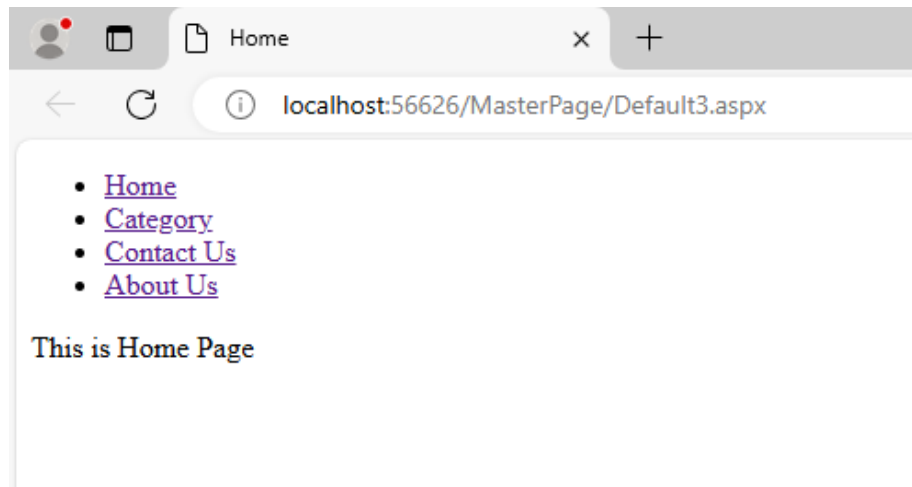 Home
localhost:56626/MasterPage/Default3.aspx
Home
Category
Contact Us
About Us
This is Home Page